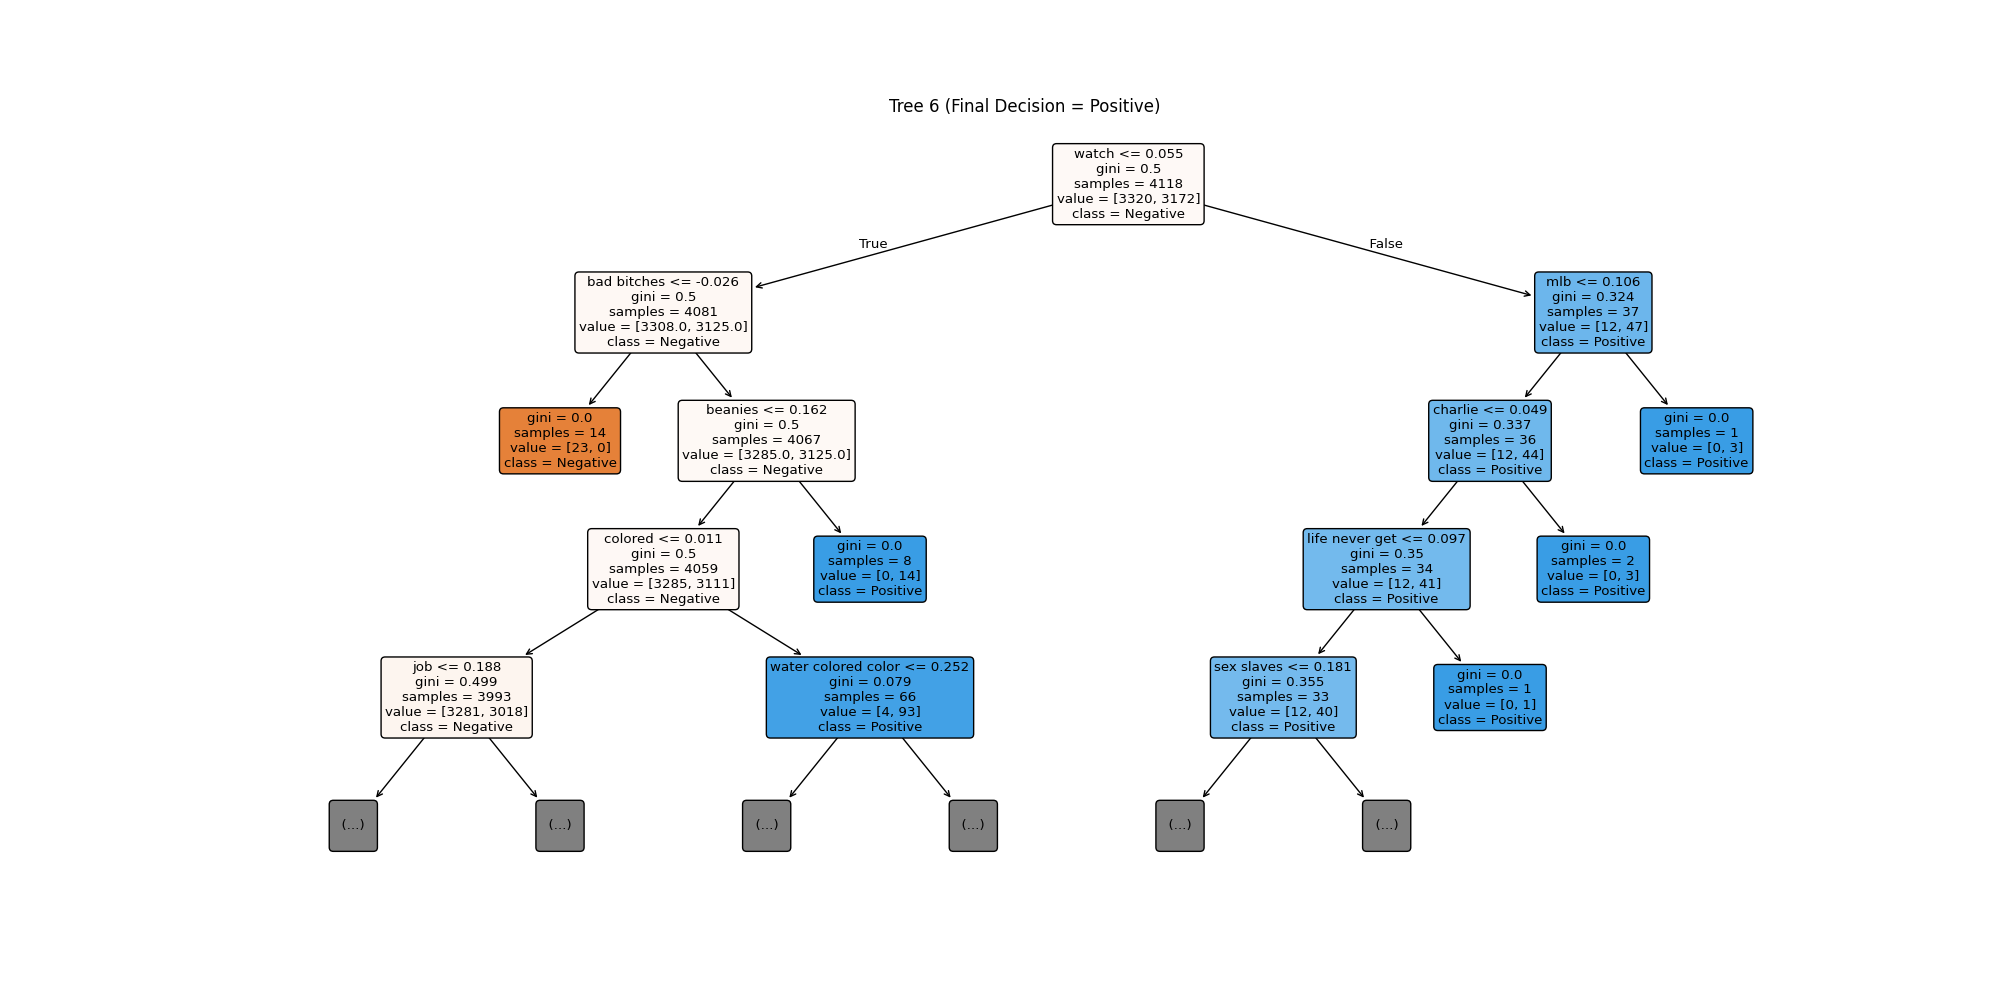 Tree 6 (Final Decision = Positive)
watch <= 0.055
gini = 0.5
samples = 4118
value = [3320, 3172]
class = Negative
True
False
bad bitches <= -0.026
gini = 0.5
samples = 4081
value = [3308.0, 3125.0]
class = Negative
mlb <= 0.106
gini = 0.324
samples = 37
value = [12, 47]
class = Positive
gini = 0.0
samples = 14
value = [23, 0]
class = Negative
beanies <= 0.162
gini = 0.5
samples = 4067
value = [3285.0, 3125.0]
class = Negative
charlie <= 0.049
gini = 0.337
samples = 36
value = [12, 44]
class = Positive
gini = 0.0
samples = 1
value = [0, 3]
class = Positive
colored <= 0.011
gini = 0.5
samples = 4059
value = [3285, 3111]
class = Negative
gini = 0.0
samples = 8
value = [0, 14]
class = Positive
life never get <= 0.097
gini = 0.35
samples = 34
value = [12, 41]
class = Positive
gini = 0.0
samples = 2
value = [0, 3]
class = Positive
job <= 0.188
gini = 0.499
samples = 3993
value = [3281, 3018]
class = Negative
water colored color <= 0.252
gini = 0.079
samples = 66
value = [4, 93]
class = Positive
sex slaves <= 0.181
gini = 0.355
samples = 33
value = [12, 40]
class = Positive
gini = 0.0
samples = 1
value = [0, 1]
class = Positive
(...)
(...)
(...)
(...)
(...)
(...)